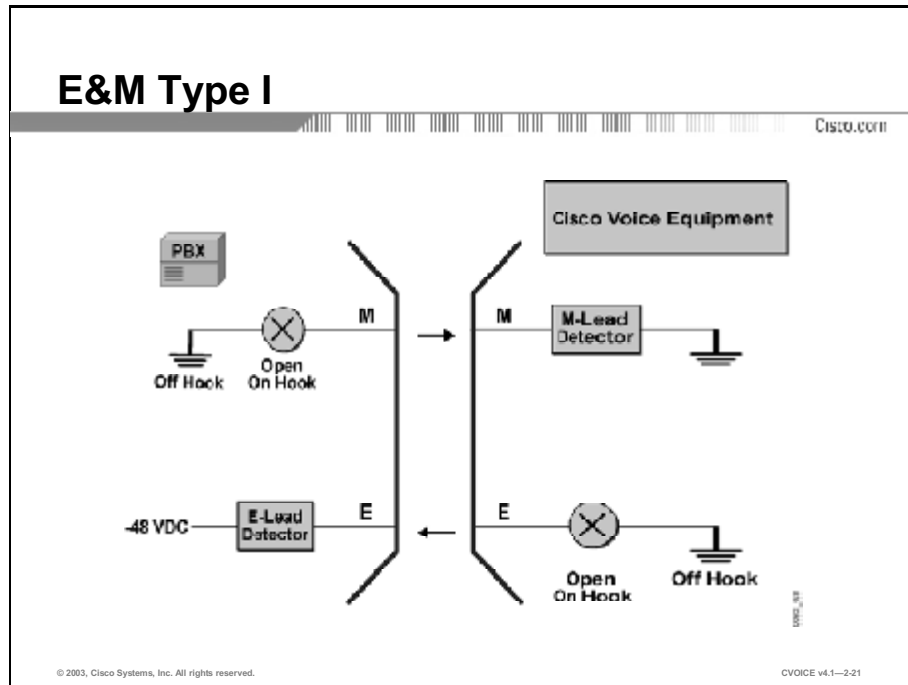 E&M Type I
Cisco.com
Cisco Voice Equipment
PBX
M
M
M-Lead
Detector
Open
On Hook
Off Hook
-48 VDC
E-Lead
Detector
E
E
Open
On Hook
Off Hook
© 2003, Cisco Systems, Inc. All rights reserved.
CVOICE v4.1—2-21